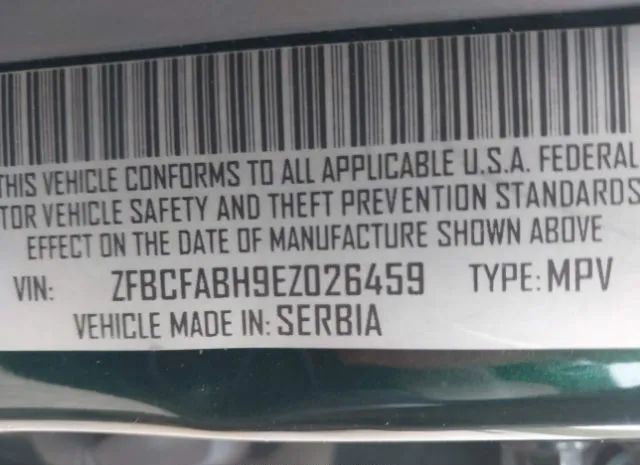 THIS VEHICLE CONFORMS TO ALL APPLICABLE U.S.A. FEDERAL
TOR VEHICLE SAFETY AND THEFT PREVENTION STANDARDS
EFFECT ON THE DATE OF MANUFACTURE SHOWN ABOVE
VIN: ZFBCFABH9EZ026459 TYPE: MPV
VEHICLE MADE IN: SERBIA